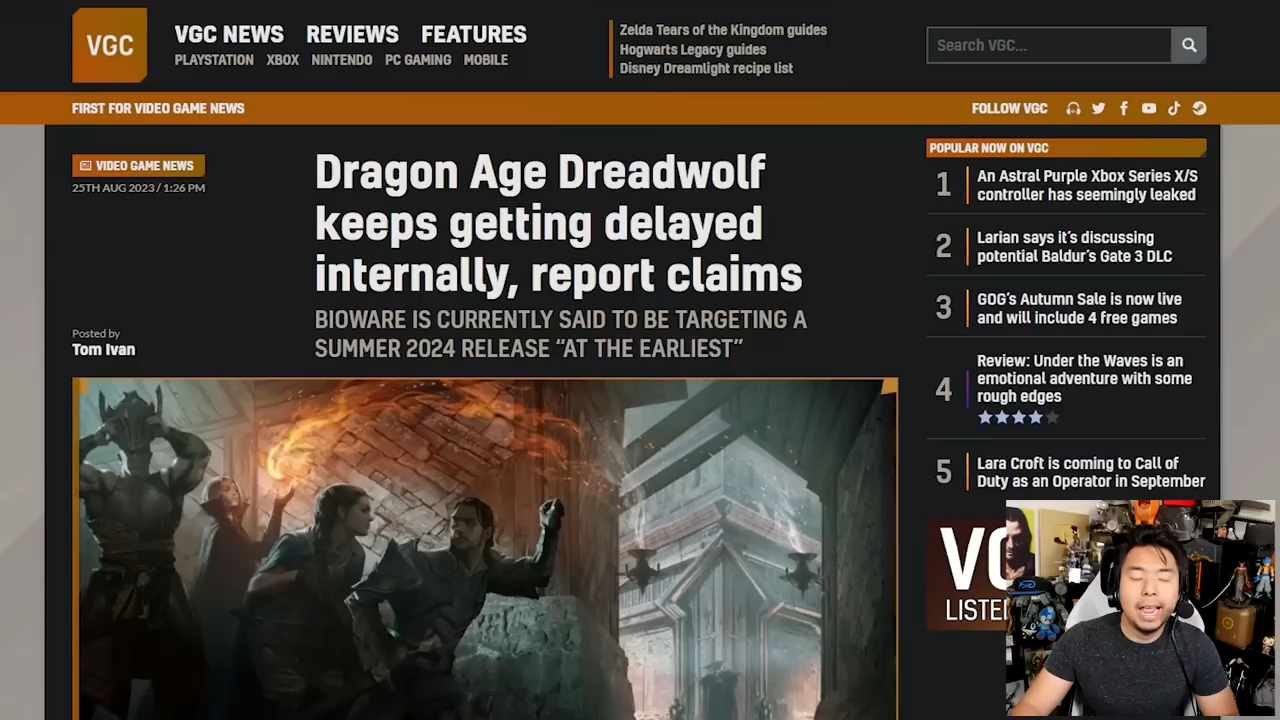 VGC
VGC NEWS REVIEWS FEATURES
PLAYSTATION XBOX NINTENDO PC GAMING MOBILE
Zelda Tears of the Kingdom guides
Hogwarts Legacy guides
Disney Dreamlight recipe list
Search VGC...
FIRST FOR VIDEO GAME NEWS
FOLLOW VGC
VIDEO GAME NEWS
25TH AUG 2023 / 1:26 PM
Dragon Age Dreadwolf
keeps getting delayed
internally, report claims
BIOWARE IS CURRENTLY SAID TO BE TARGETING A
SUMMER 2024 RELEASE “AT THE EARLIEST”
Posted by
Tom Ivan
POPULAR NOW ON VGC
1
An Astral Purple Xbox Series X/S
controller has seemingly leaked
2
Larian says it’s discussing
potential Baldur’s Gate 3 DLC
3
GOG’s Autumn Sale is now live
and will include 4 free games
4
Review: Under the Waves is an
emotional adventure with some
rough edges
5
Lara Croft is coming to Call of
Duty as an Operator in September